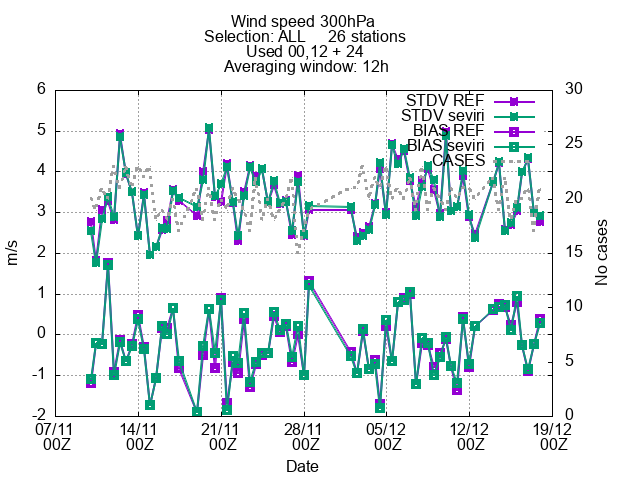 Wind speed 300hPa
Selection: ALL 26 stations
Used 00,12 + 24
Averaging window: 12h
STDV REF
STDV seviri
BIAS REF
BIAS seviri
CASES
6
5
4
3
2
1
0
-1
-2
m/s
30
25
20
15
10
5
0
No cases
07/11 14/11 21/11 28/11 05/12 12/12 19/12
00Z 00Z 00Z 00Z 00Z 00Z 00Z
Date